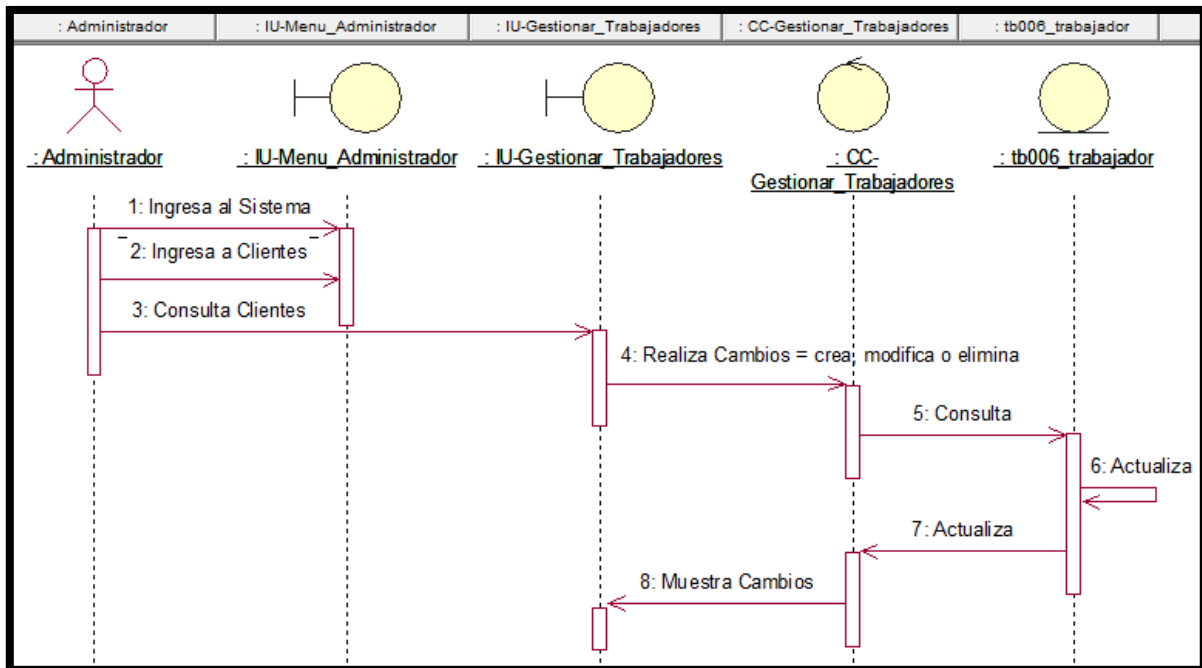 : Administrador
: IU-Menu_Administrador
: IU-Gestionar_Trabajadores
: CC-Gestionar_Trabajadores
: tb006_trabajador
: Administrador
: IU-Menu_Administrador
: IU-Gestionar_Trabajadores
: CC-
Gestionar_Trabajadores
: tb006_trabajador
1: Ingresa al Sistema
2: Ingresa a Clientes
3: Consulta Clientes
4: Realiza Cambios = crea, modifica o elimina
5: Consulta
6: Actualiza
7: Actualiza
8: Muestra Cambios